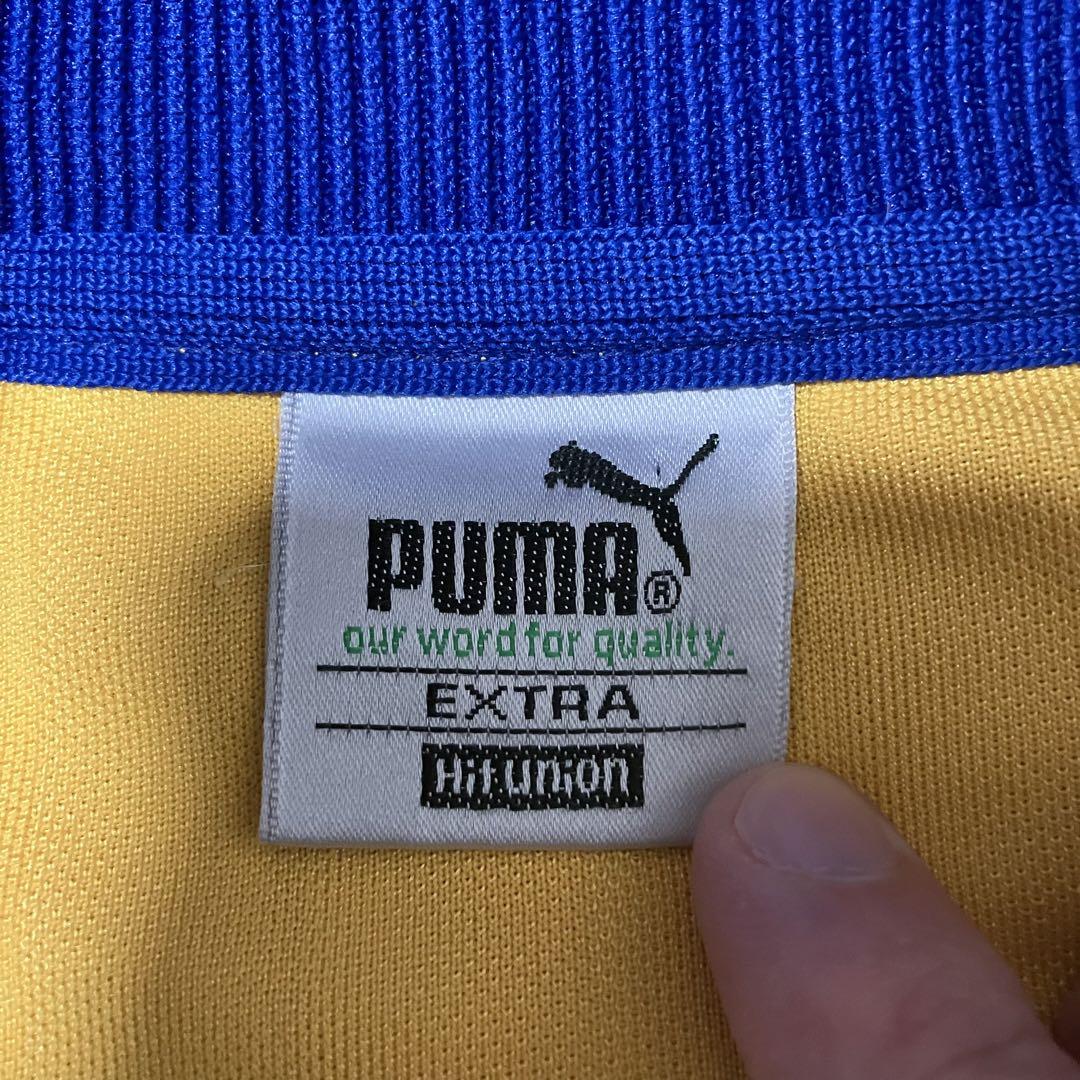 PUMA®
our word for quality.
EXTRA
Hit Union